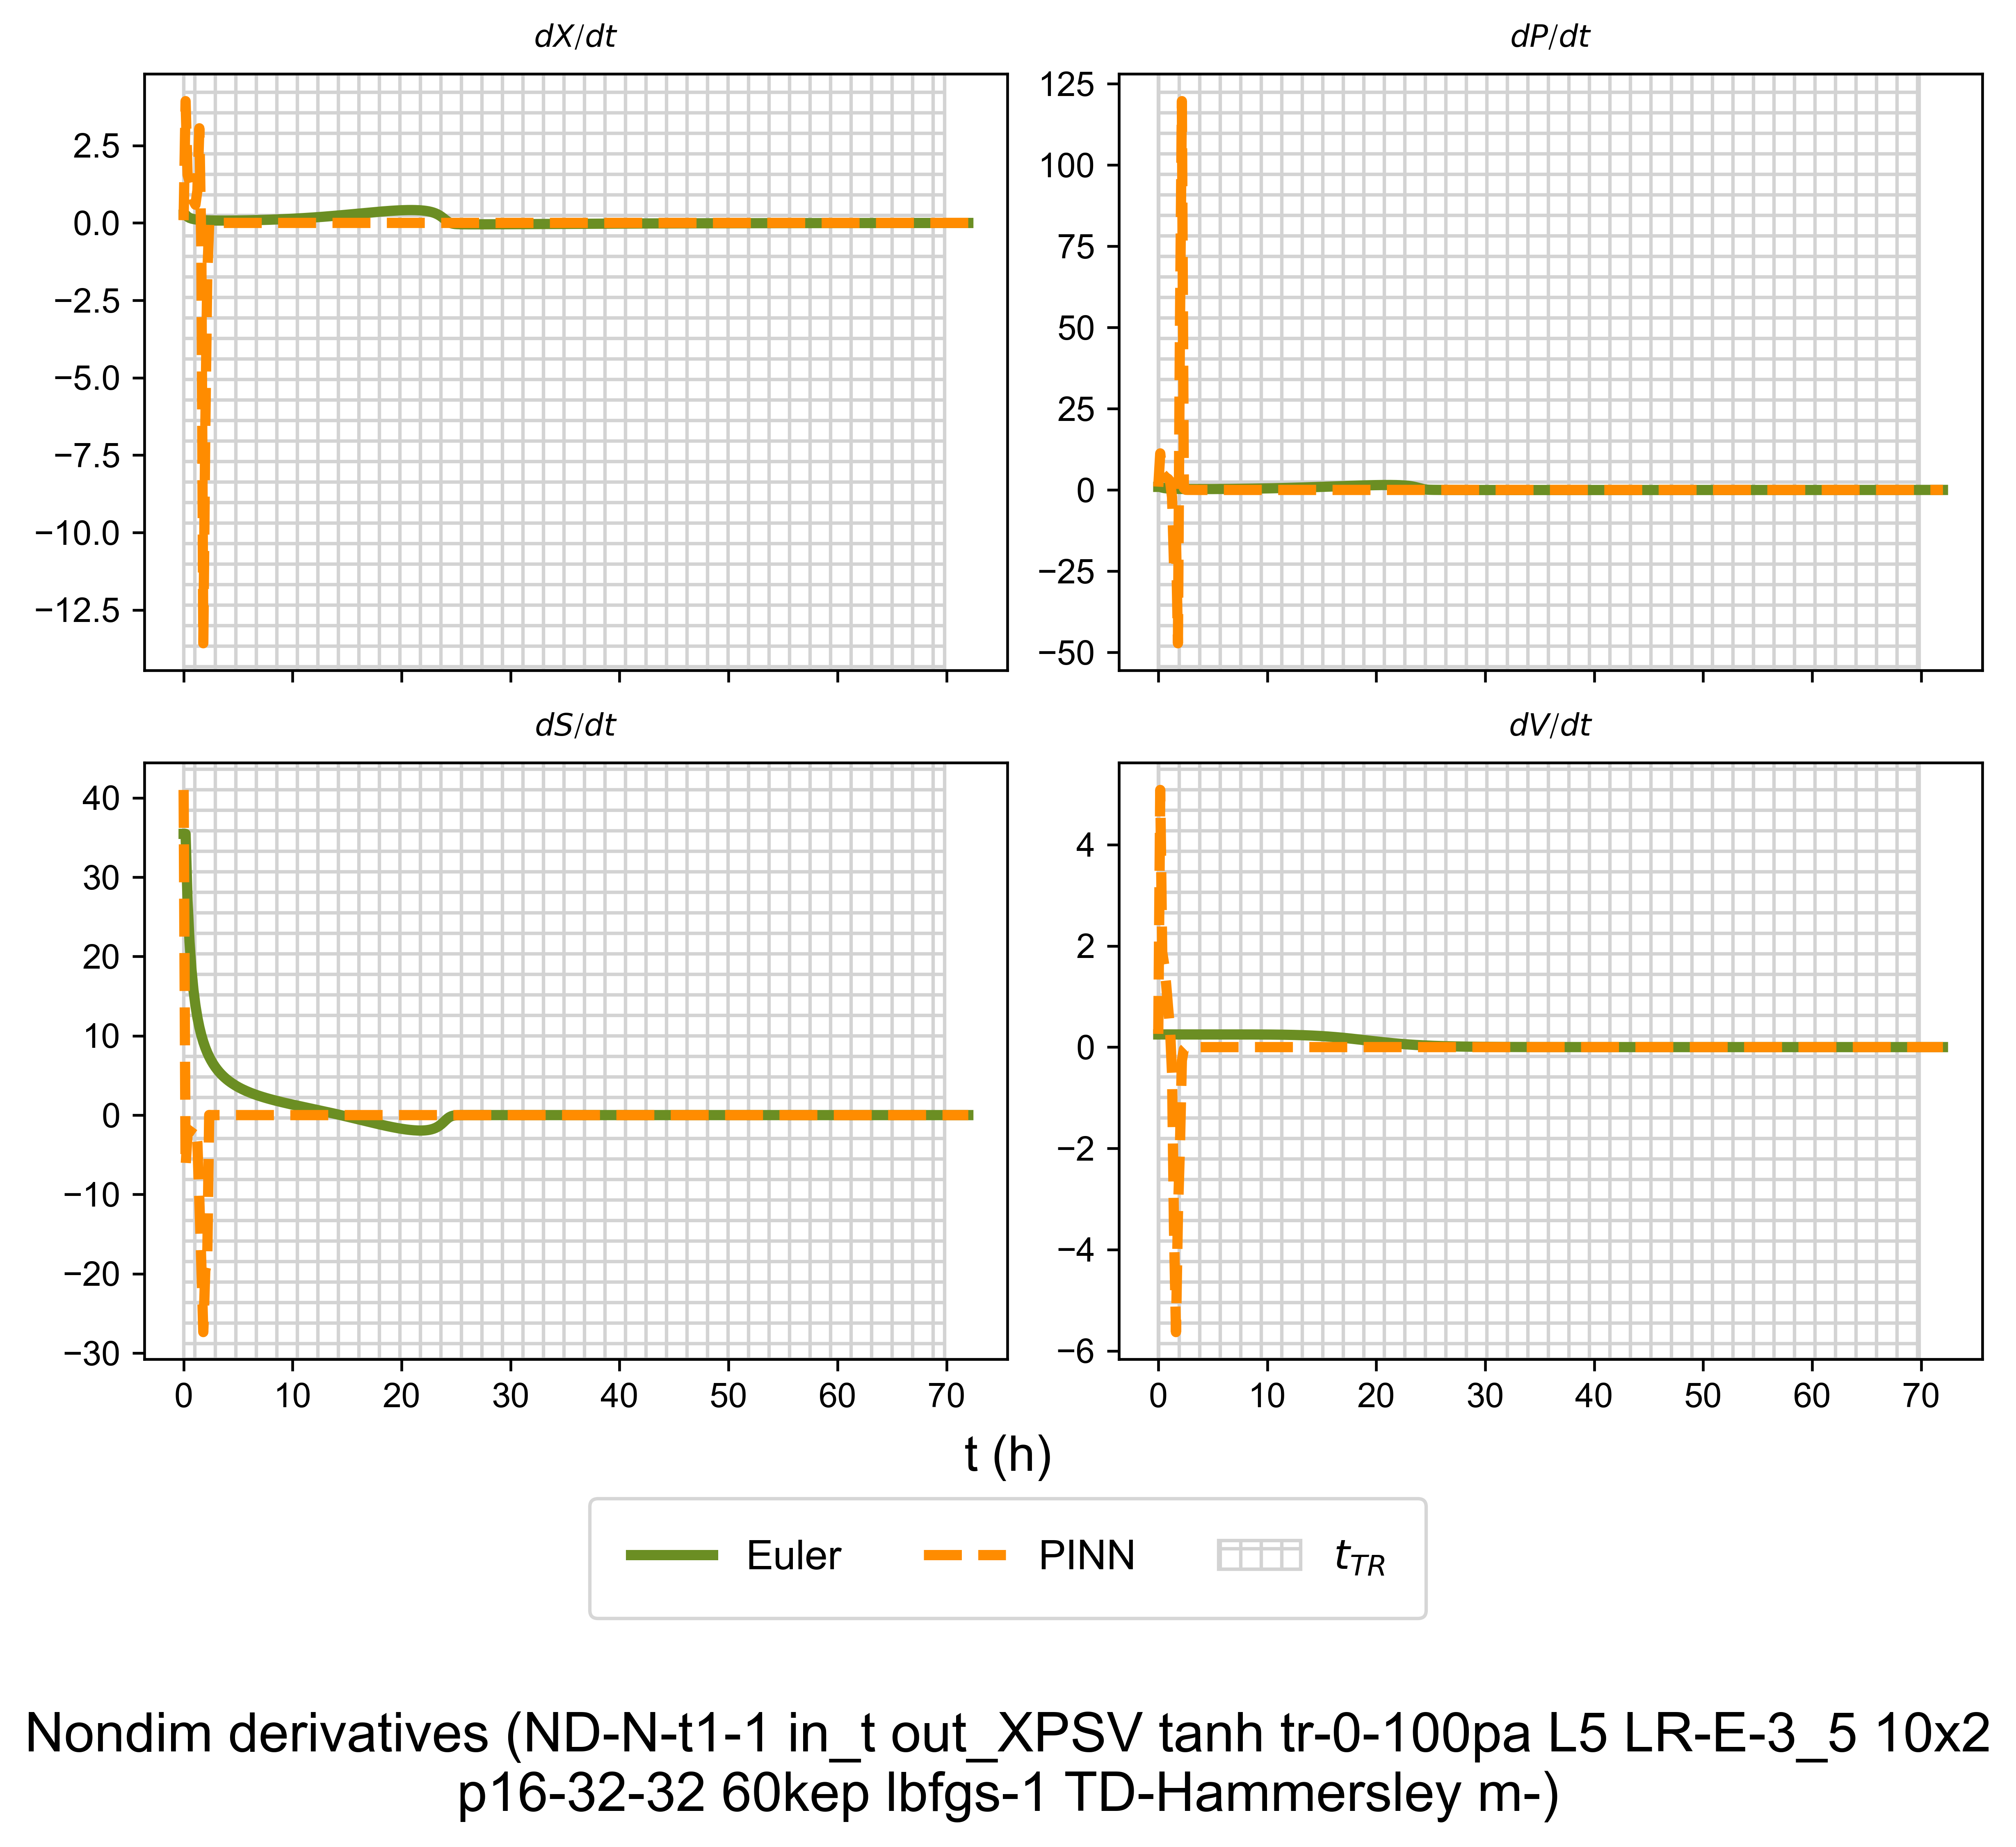 dX/dt
dP/dt
2.5
0.0
−2.5
−5.0
−7.5
−10.0
−12.5
125
100
75
50
25
0
−25
−50
dS/dt
dV/dt
40
30
20
10
0
−10
−20
−30
4
2
0
−2
−4
−6
0 10 20 30 40 50 60 70
0 10 20 30 40 50 60 70
t (h)
Euler PINN t_{TR}
Nondim derivatives (ND-N-t1-1 in_t out_XPSV tanh tr-0-100pa L5 LR-E-3_5 10x2
p16-32-32 60kep lbfgs-1 TD-Hammersley m-)